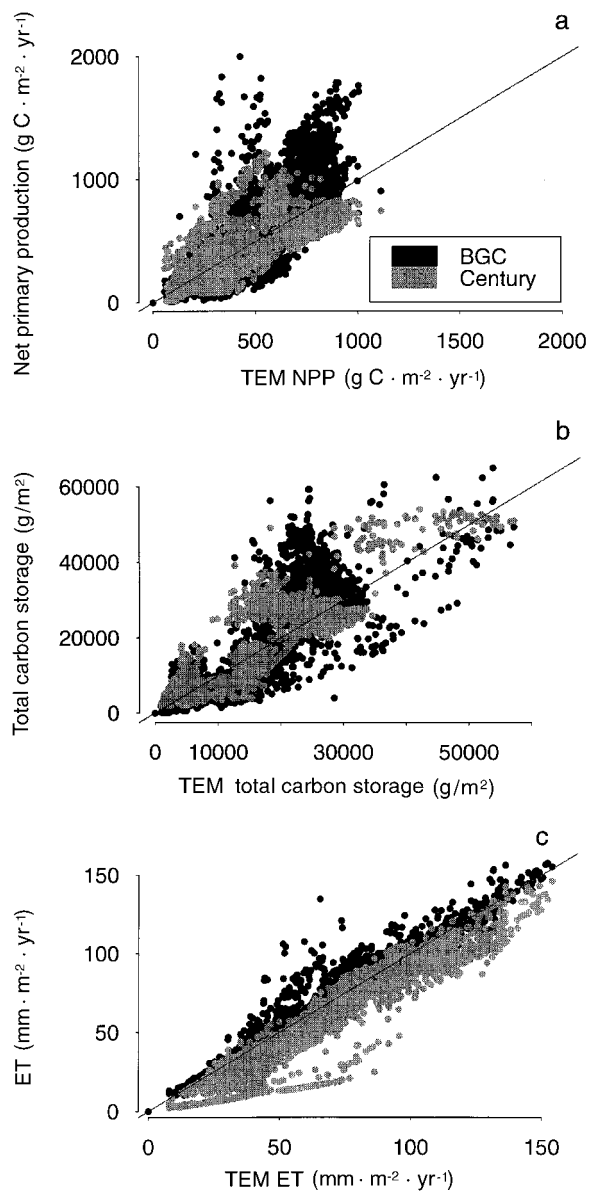 a
Net primary production (g C · m-2 · yr-1)
2000
1000
0
BGC
Century
0 500 1000 1500 2000
TEM NPP (g C · m-2 · yr-1)
b
Total carbon storage (g/m2)
60000
40000
20000
0
0 10000 30000 50000
TEM total carbon storage (g/m2)
c
ET (mm · m-2 · yr-1)
150
100
50
0
0 50 100 150
TEM ET (mm · m-2 · yr-1)